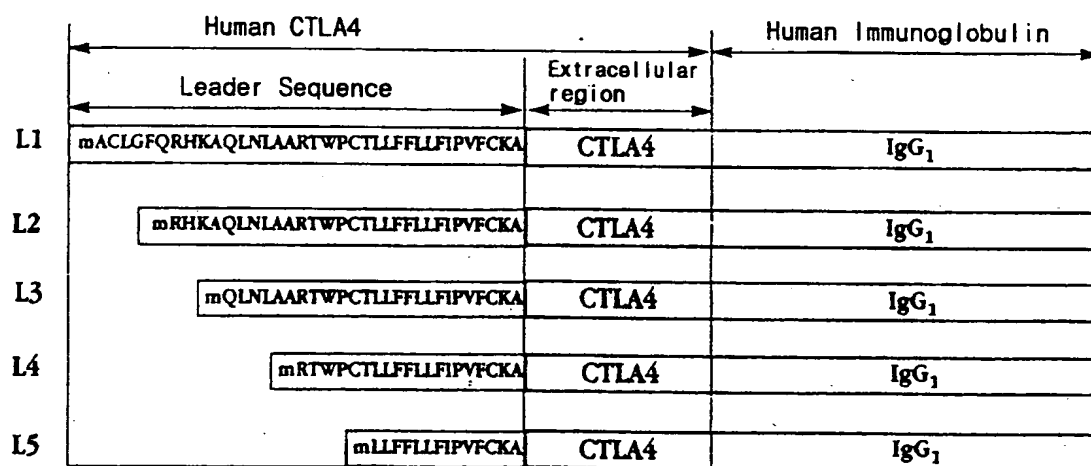 Human CTLA4 Human Immunoglobulin
Leader Sequence Extracellular region
L1 mACLGFQRHKAQLNLAARTWPCTLLFFLLFIPVFCKA CTLA4 IgG₁
L2 mRHKAQLNLAARTWPCTLLFFLLFIPVFCKA CTLA4 IgG₁
L3 mQLNLAARTWPCTLLFFLLFIPVFCKA CTLA4 IgG₁
L4 mRTWPCTLLFFLLFIPVFCKA CTLA4 IgG₁
L5 mLLFFLLFIPVFCKA CTLA4 IgG₁